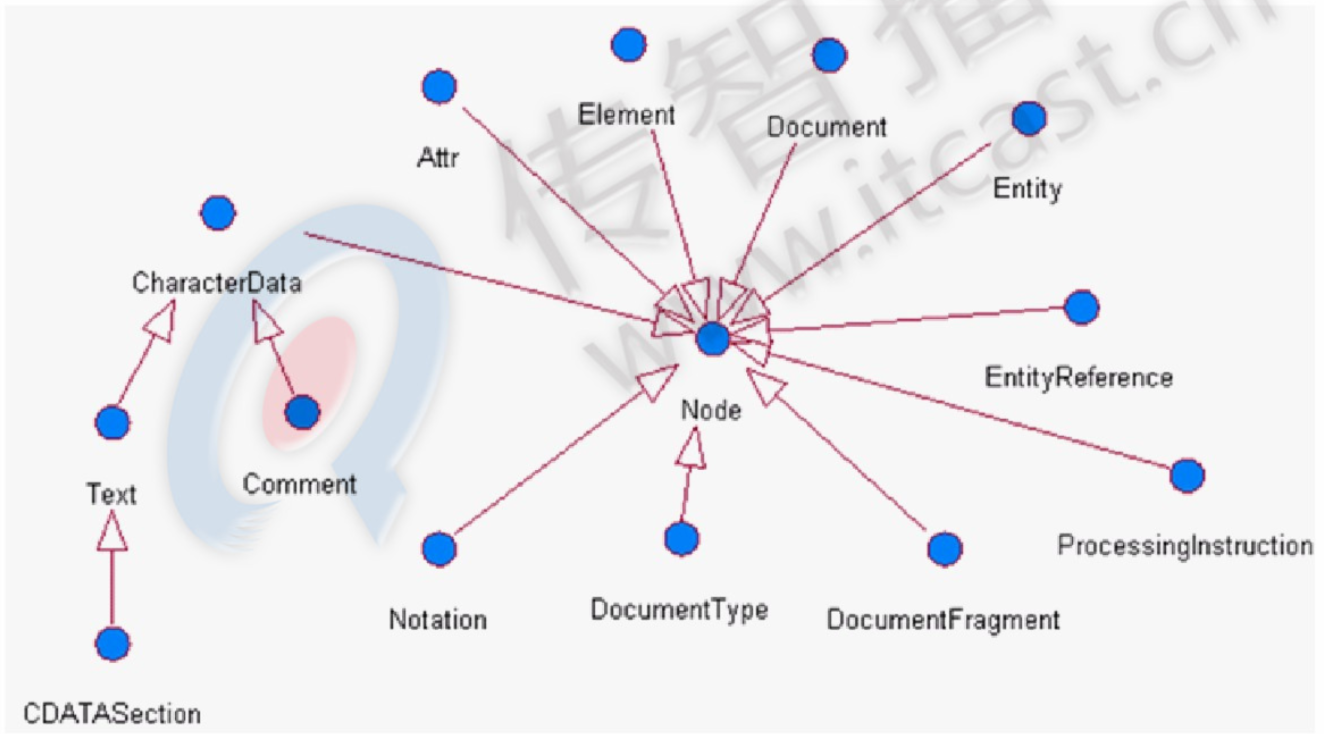 传智播
www.itcast.cn
Element
Document
Attr
Entity
CharacterData
EntityReference
Node
Text
Comment
ProcessingInstruction
Notation
DocumentType
DocumentFragment
CDATASection